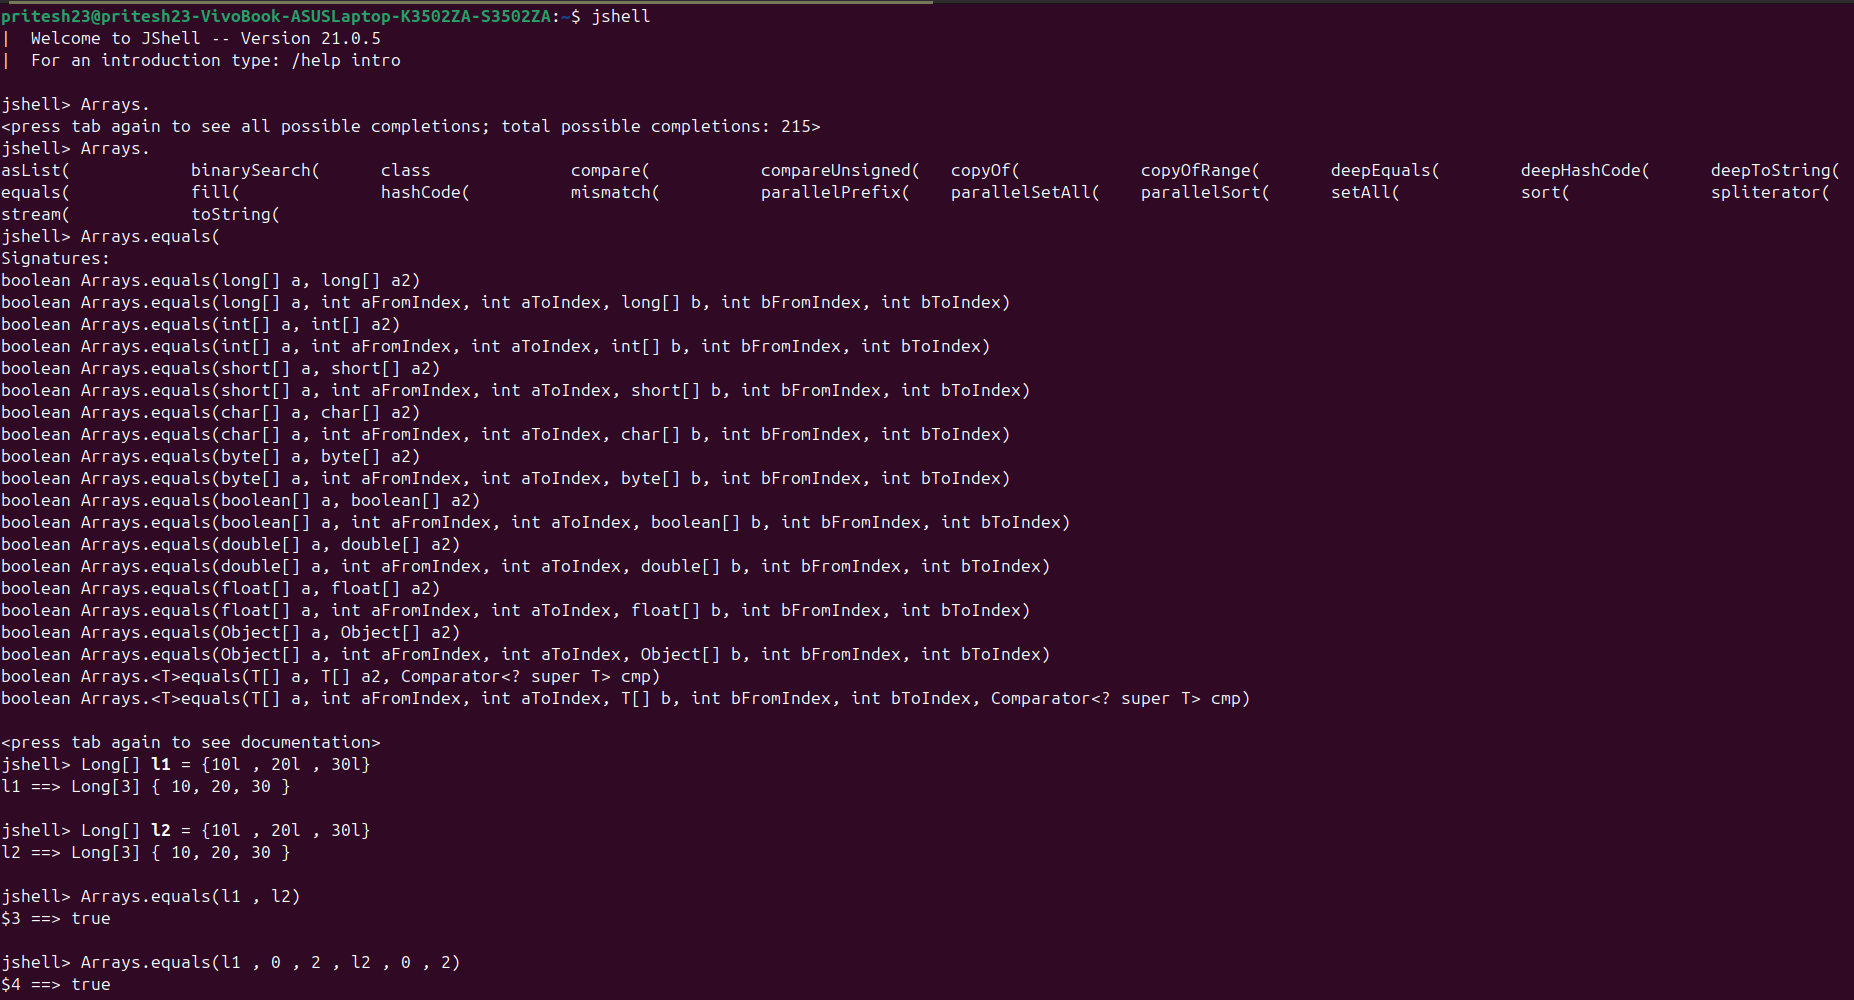 pritesh23@pritesh23-VivoBook-ASUSLaptop-K3502ZA-S3502ZA:~$ jshell
|  Welcome to JShell -- Version 21.0.5
|  For an introduction type: /help intro
jshell> Arrays.
<press tab again to see all possible completions; total possible completions: 215>
jshell> Arrays.
asList(            binarySearch(      class              compare(           compareUnsigned(   copyOf(            copyOfRange(       deepEquals(        deepHashCode(      deepToString(
equals(            fill(              hashCode(          mismatch(          parallelPrefix(    parallelSetAll(    parallelSort(      setAll(            sort(              spliterator(
stream(            toString(
jshell> Arrays.equals(
Signatures:
boolean Arrays.equals(long[] a, long[] a2)
boolean Arrays.equals(long[] a, int aFromIndex, int aToIndex, long[] b, int bFromIndex, int bToIndex)
boolean Arrays.equals(int[] a, int[] a2)
boolean Arrays.equals(int[] a, int aFromIndex, int aToIndex, int[] b, int bFromIndex, int bToIndex)
boolean Arrays.equals(short[] a, short[] a2)
boolean Arrays.equals(short[] a, int aFromIndex, int aToIndex, short[] b, int bFromIndex, int bToIndex)
boolean Arrays.equals(char[] a, char[] a2)
boolean Arrays.equals(char[] a, int aFromIndex, int aToIndex, char[] b, int bFromIndex, int bToIndex)
boolean Arrays.equals(byte[] a, byte[] a2)
boolean Arrays.equals(byte[] a, int aFromIndex, int aToIndex, byte[] b, int bFromIndex, int bToIndex)
boolean Arrays.equals(boolean[] a, boolean[] a2)
boolean Arrays.equals(boolean[] a, int aFromIndex, int aToIndex, boolean[] b, int bFromIndex, int bToIndex)
boolean Arrays.equals(double[] a, double[] a2)
boolean Arrays.equals(double[] a, int aFromIndex, int aToIndex, double[] b, int bFromIndex, int bToIndex)
boolean Arrays.equals(float[] a, float[] a2)
boolean Arrays.equals(float[] a, int aFromIndex, int aToIndex, float[] b, int bFromIndex, int bToIndex)
boolean Arrays.equals(Object[] a, Object[] a2)
boolean Arrays.equals(Object[] a, int aFromIndex, int aToIndex, Object[] b, int bFromIndex, int bToIndex)
boolean Arrays.<T>equals(T[] a, T[] a2, Comparator<? super T> cmp)
boolean Arrays.<T>equals(T[] a, int aFromIndex, int aToIndex, T[] b, int bFromIndex, int bToIndex, Comparator<? super T> cmp)
<press tab again to see documentation>
jshell> Long[] l1 = {10l , 20l , 30l}
l1 ==> Long[3] { 10, 20, 30 }
jshell> Long[] l2 = {10l , 20l , 30l}
l2 ==> Long[3] { 10, 20, 30 }
jshell> Arrays.equals(l1 , l2)
$3 ==> true
jshell> Arrays.equals(l1 , 0 , 2 , l2 , 0 , 2)
$4 ==> true